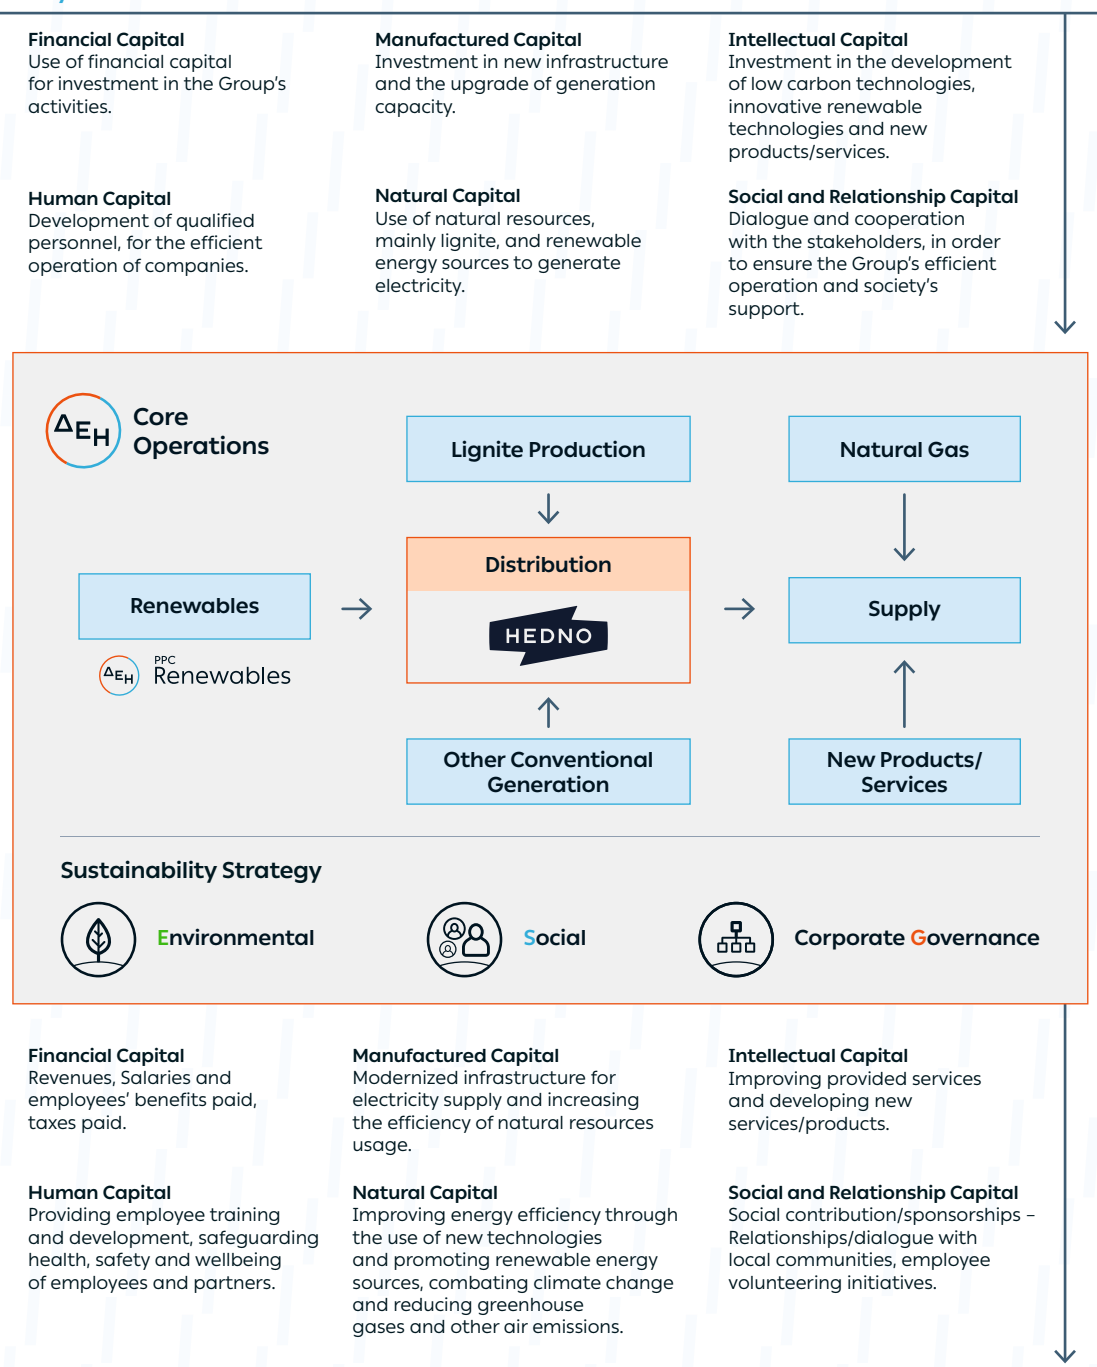 Financial Capital
Use of financial capital
for investment in the Group's
activities.
Manufactured Capital
Investment in new infrastructure
and the upgrade of generation
capacity.
Intellectual Capital
Investment in the development
of low carbon technologies,
innovative renewable
technologies and new
products/services.
Human Capital
Development of qualified
personnel, for the efficient
operation of companies.
Natural Capital
Use of natural resources,
mainly lignite, and renewable
energy sources to generate
electricity.
Social and Relationship Capital
Dialogue and cooperation
with the stakeholders, in order
to ensure the Group's efficient
operation and society's
support.
ΔΕΗ
Core
Operations
Lignite Production
Natural Gas
Distribution
HEDNO
Renewables
Supply
ΔΕΗ
PPC
Renewables
Other Conventional
Generation
New Products/
Services
Sustainability Strategy
Environmental
Social
Corporate Governance
Financial Capital
Revenues, Salaries and
employees' benefits paid,
taxes paid.
Manufactured Capital
Modernized infrastructure for
electricity supply and increasing
the efficiency of natural resources
usage.
Intellectual Capital
Improving provided services
and developing new
services/products.
Human Capital
Providing employee training
and development, safeguarding
health, safety and wellbeing
of employees and partners.
Natural Capital
Improving energy efficiency through
the use of new technologies
and promoting renewable energy
sources, combating climate change
and reducing greenhouse
gases and other air emissions.
Social and Relationship Capital
Social contribution/sponsorships –
Relationships/dialogue with
local communities, employee
volunteering initiatives.